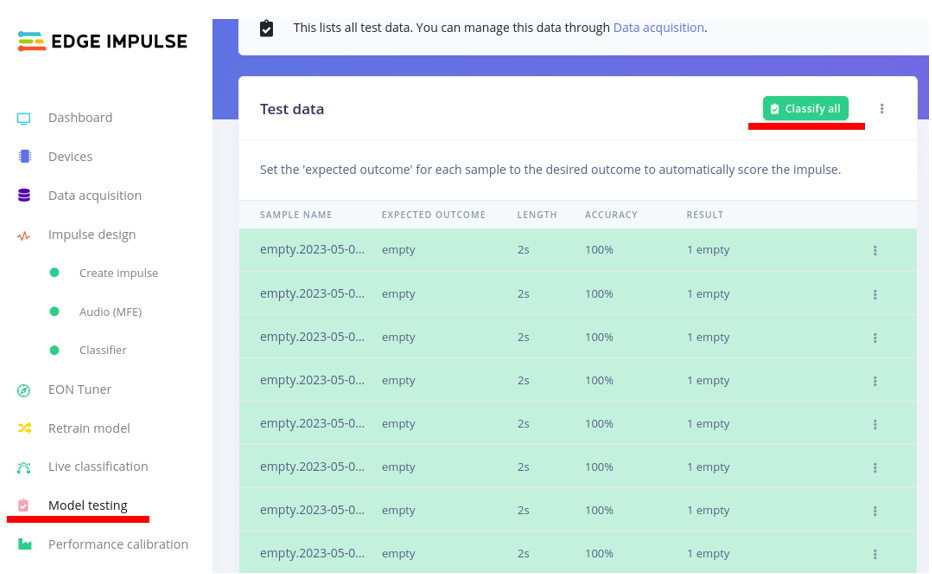 EDGE IMPULSE
Dashboard
Devices
Data acquisition
Impulse design
Create impulse
Audio (MFE)
Classifier
EON Tuner
Retrain model
Live classification
Model testing
Performance calibration
This lists all test data. You can manage this through Data acquisition.
Test data
Classify all
Set the 'expected outcome' for each sample to the desired outcome to automatically score the impulse.
SAMPLE NAME EXPECTED OUTCOME LENGTH ACCURACY RESULT
empty.2023-05-0... empty 2s 100% 1 empty
empty.2023-05-0... empty 2s 100% 1 empty
empty.2023-05-0... empty 2s 100% 1 empty
empty.2023-05-0... empty 2s 100% 1 empty
empty.2023-05-0... empty 2s 100% 1 empty
empty.2023-05-0... empty 2s 100% 1 empty
empty.2023-05-0... empty 2s 100% 1 empty
empty.2023-05-0... empty 2s 100% 1 empty